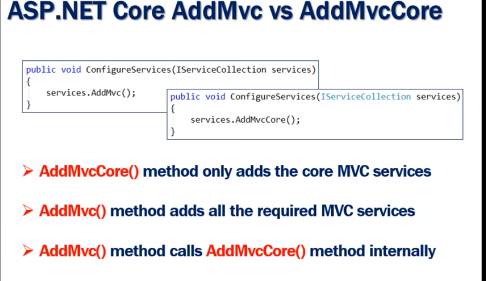 ASP.NET Core AddMvc vs AddMvcCore
public void ConfigureServices(IServiceCollection services)
{
services.AddMvc();
}
public void ConfigureServices(IServiceCollection services)
{
services.AddMvcCore();
}
➢ AddMvcCore() method only adds the core MVC services
➢ AddMvc() method adds all the required MVC services
➢ AddMvc() method calls AddMvcCore() method internally